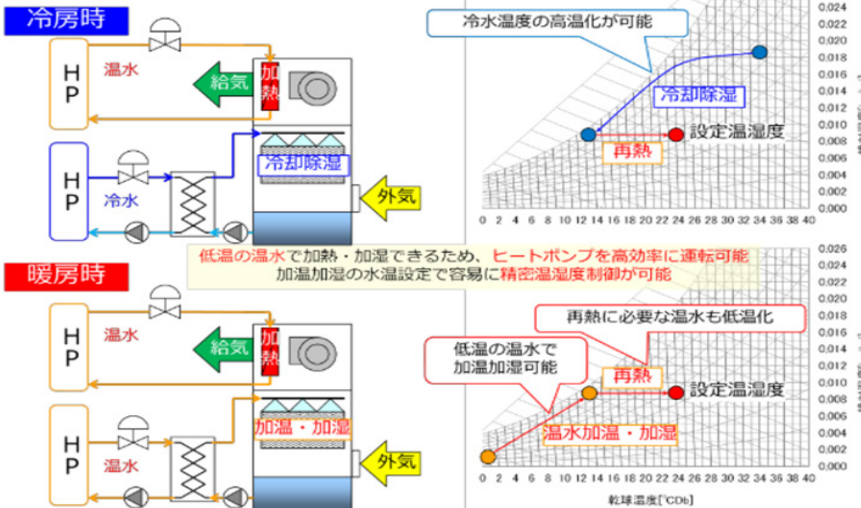 冷房時
HP
温水
給気
加熱
HP
冷水
冷却除湿
外気
冷水温度の高温化が可能
冷却除湿
設定温湿度
再熱
0.024
0.022
0.020
0.018
0.016
0.014
0.012
0.010
0.008
0.006
0.004
0.002
0.000
0 2 4 6 8 10 12 14 16 18 20 22 24 26 28 30 32 34 36 38 40
低温の温水で加熱・加湿できるため、ヒートポンプを高効率に運転可能
加温加湿の水温設定で容易に精密温湿度制御が可能
暖房時
HP
温水
給気
加熱
HP
温水
加温・加湿
外気
再熱に必要な温水も低温化
低温の温水で
加温加湿可能
再熱
設定温湿度
温水加温・加湿
0.026
0.024
0.022
0.020
0.018
0.016
0.014
0.012
0.010
0.008
0.006
0.004
0.002
0.000
0 2 4 6 8 10 12 14 16 18 20 22 24 26 28 30 32 34 36 38 40
乾球温度[℃DB]